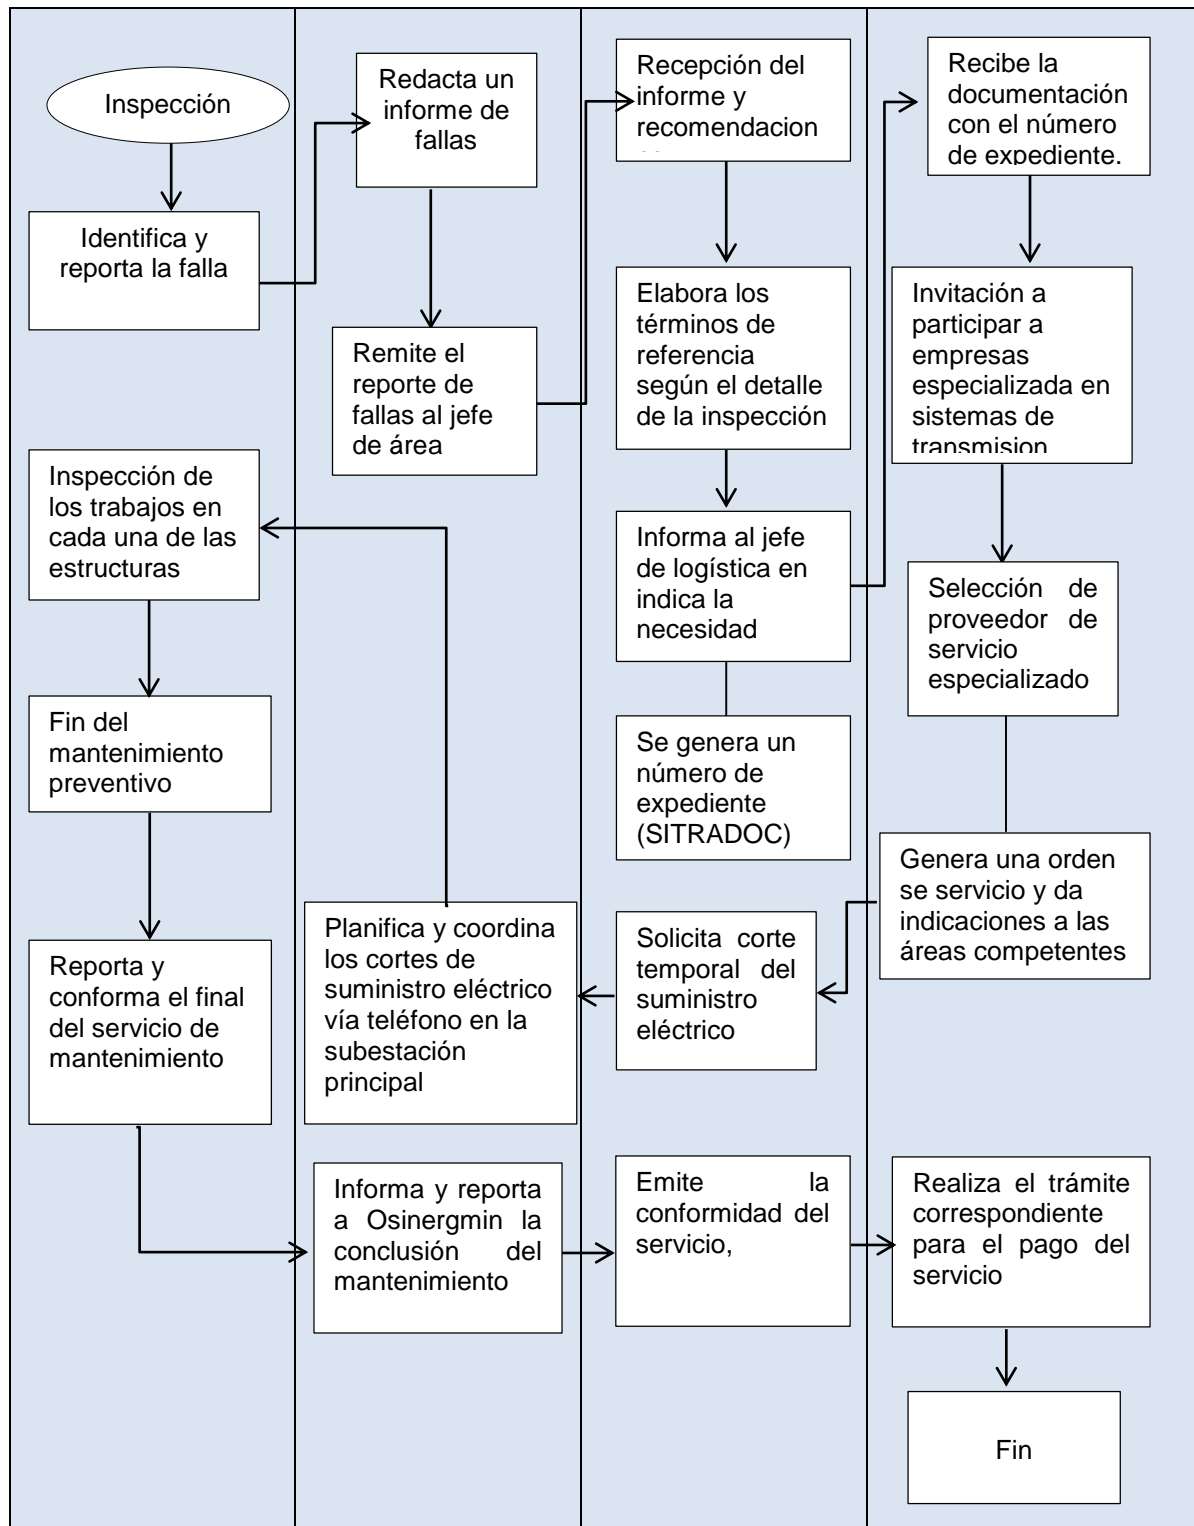 Inspección
Identifica y
reporta la falla
Redacta un
informe de
fallas
Remite el
reporte de
fallas al jefe
de área
Recepción del
informe y
recomendacion
Elabora los
términos de
referencia
según el detalle
de la inspección
Informa al jefe
de logística en
indica la
necesidad
Se genera un
número de
expediente
(SITRADOC)
Recibe la
documentación
con el número
de expediente.
Invitación a
participar a
empresas
especializada en
sistemas de
transmision
Selección de
proveedor de
servicio
especializado
Genera una orden
se servicio y da
indicaciones a las
áreas competentes
Solicita corte
temporal del
suministro
eléctrico
Planifica y coordina
los cortes de
suministro eléctrico
vía teléfono en la
subestación
principal
Inspección de
los trabajos en
cada una de las
estructuras
Fin del
mantenimiento
preventivo
Reporta y
conforma el final
del servicio de
mantenimiento
Informa y reporta
a Osinergmin la
conclusión del
mantenimiento
Emite la
conformidad del
servicio,
Realiza el trámite
correspondiente
para el pago del
servicio
Fin